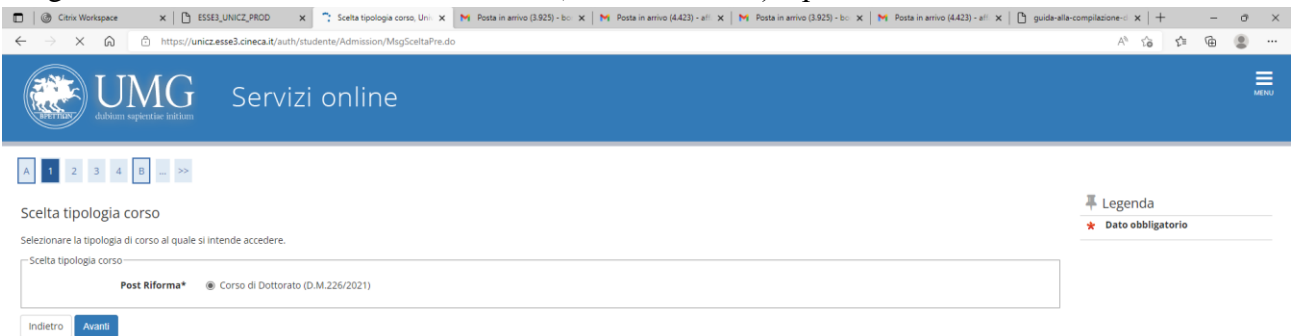 Citrix Workspace
ESSE3_UNICZ_PROD
Scelta tipologia corso, Uni
Posta in arrivo (3.925) - bo
Posta in arrivo (4.423) - aff
Posta in arrivo (3.925) - bo
Posta in arrivo (4.423) - aff
guida-alla-compilazione-d
https://unicz.esse3.cineca.it/auth/studente/Admission/MsgSceltaPre.do
UMG
dubium sapientiae initium
Servizi online
MENU
A 1 2 3 4 B ... >>
Scelta tipologia corso
Legenda
Dato obbligatorio
Selezionare la tipologia di corso al quale si intende accedere.
Scelta tipologia corso
Post Riforma* Corso di Dottorato (D.M.226/2021)
Indietro Avanti